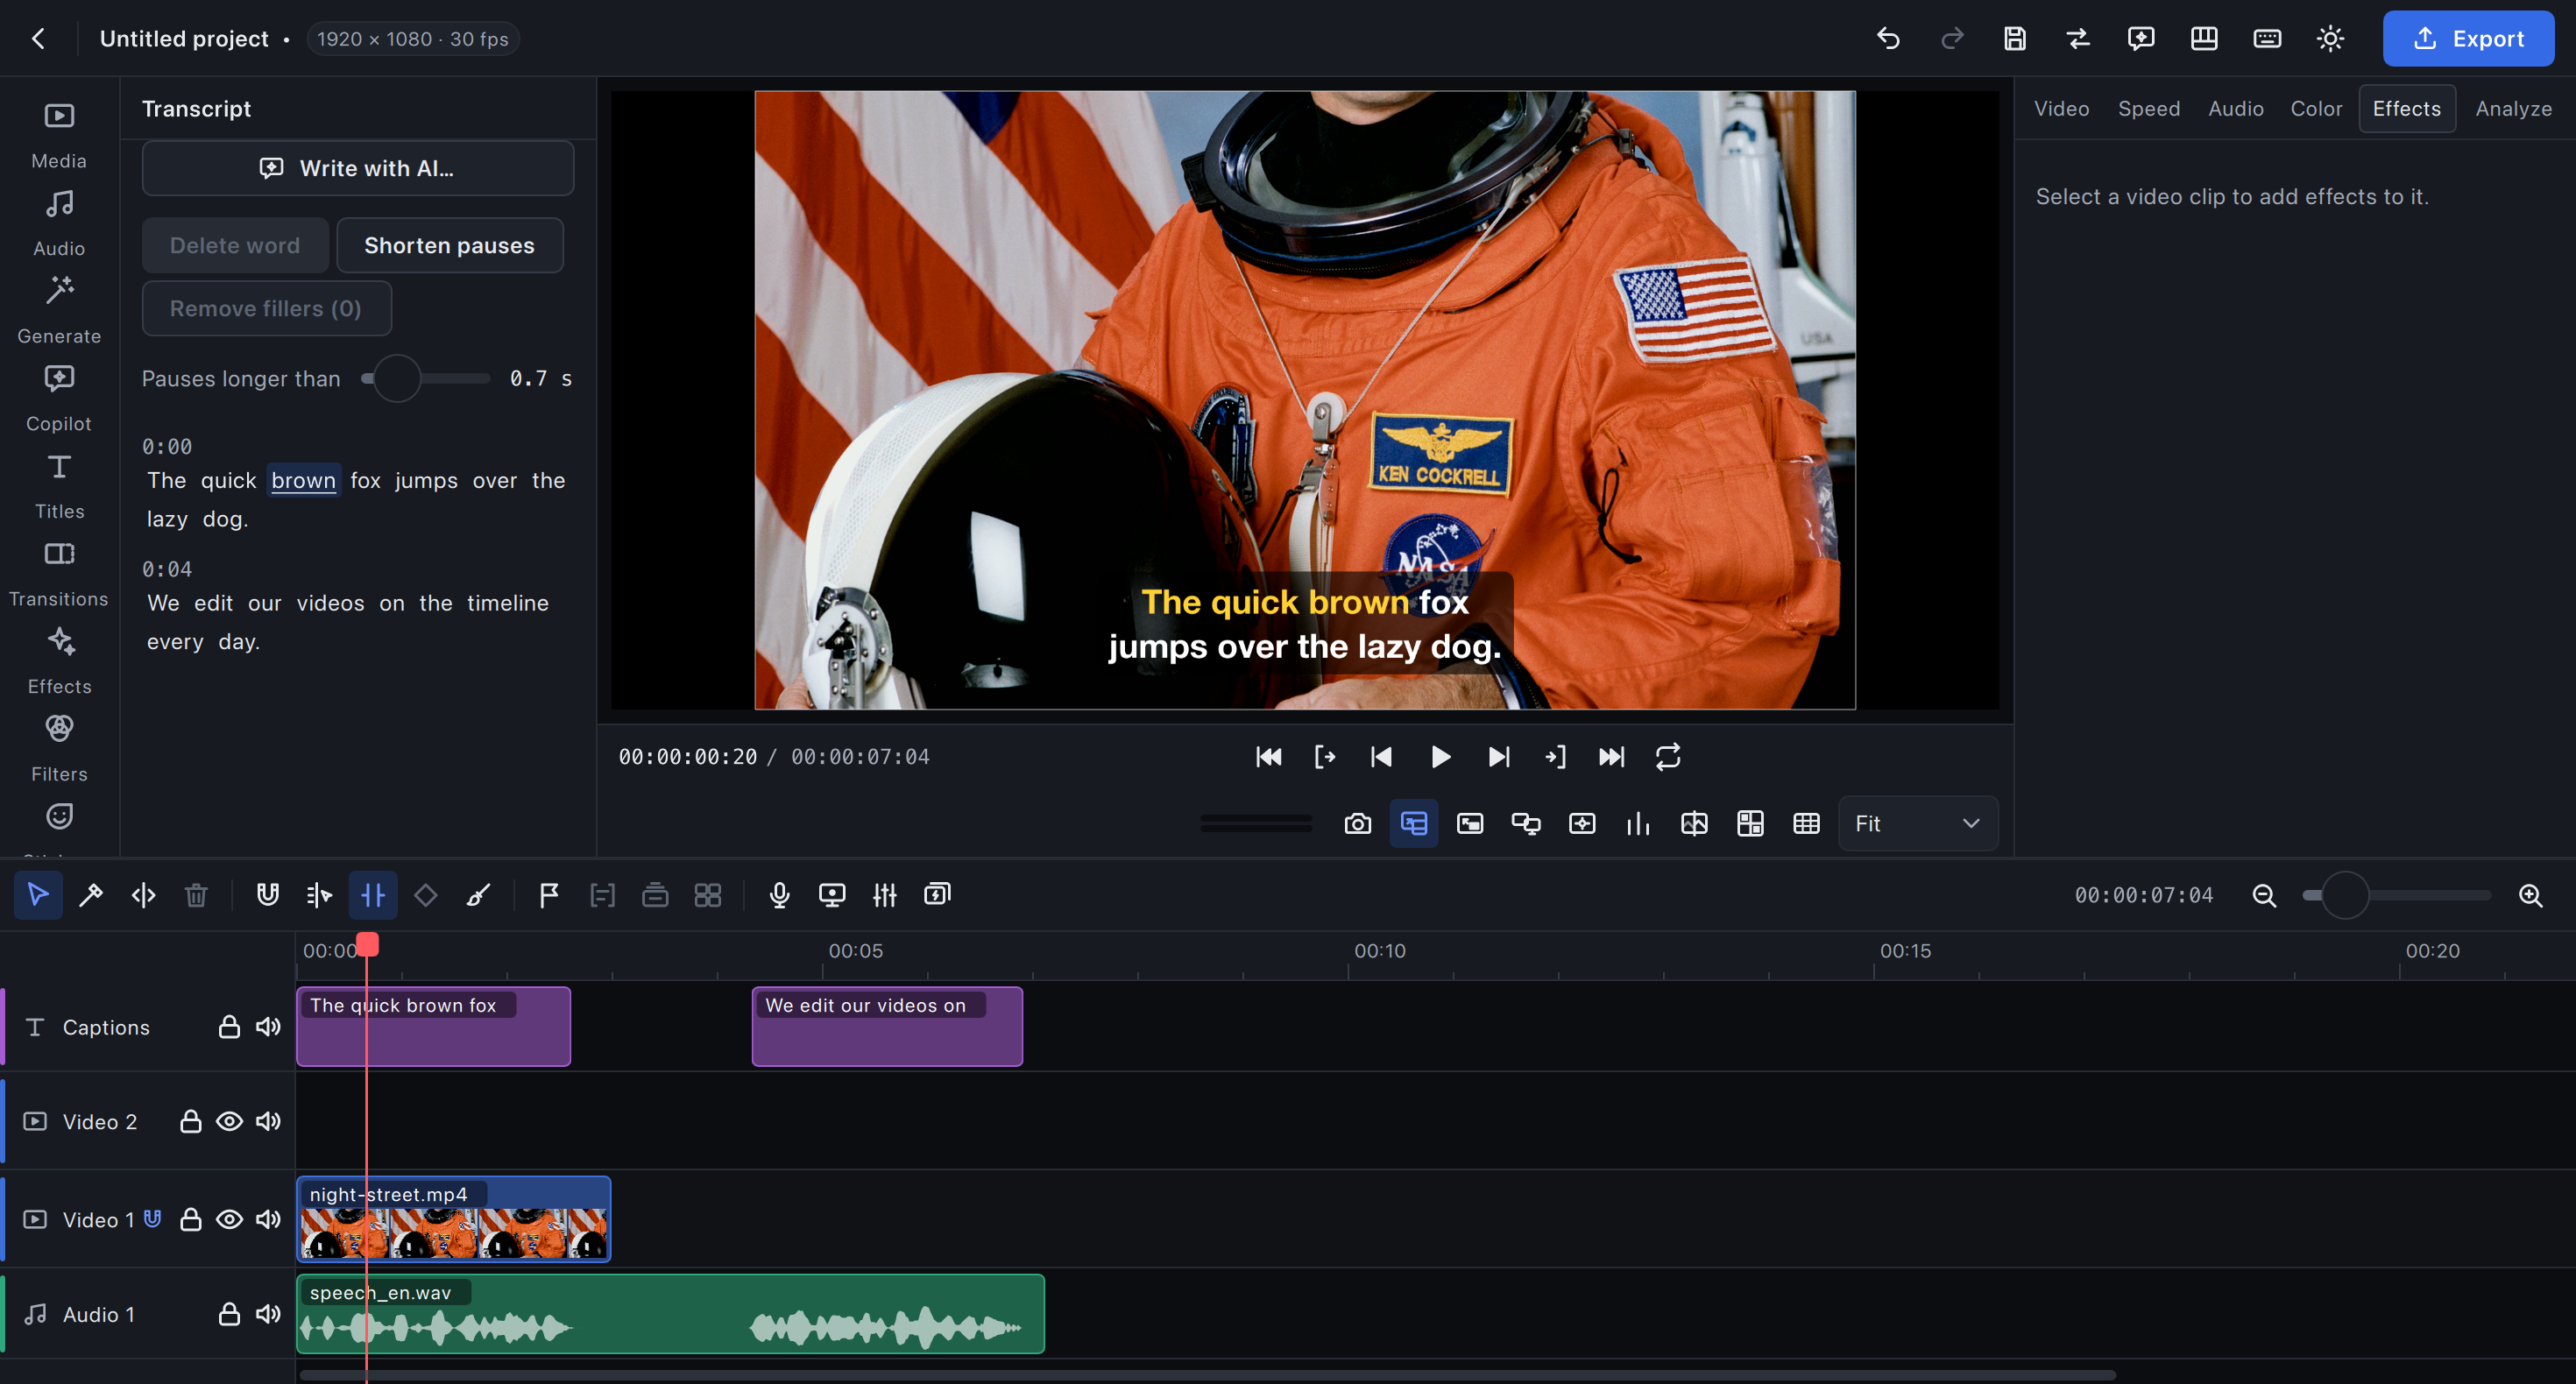 Untitled project •
1920 × 1080 · 30 fps
Export
Media
Audio
Generate
Copilot
Titles
Transitions
Effects
Filters
Transcript
Write with AI...
Delete word
Shorten pauses
Remove fillers (0)
Pauses longer than
0.7 s
0:00
The quick brown fox jumps over the
lazy dog.
0:04
We edit our videos on the timeline
every day.
USA
KEN COCKRELL
NASA
The quick brown fox
jumps over the lazy dog.
00:00:00:20 / 00:00:07:04
Fit
Video
Speed
Audio
Color
Effects
Analyze
Select a video clip to add effects to it.
00:00:07:04
00:00
00:05
00:10
00:15
00:20
Captions
The quick brown fox
We edit our videos on
Video 2
Video 1
night-street.mp4
Audio 1
speech_en.wav